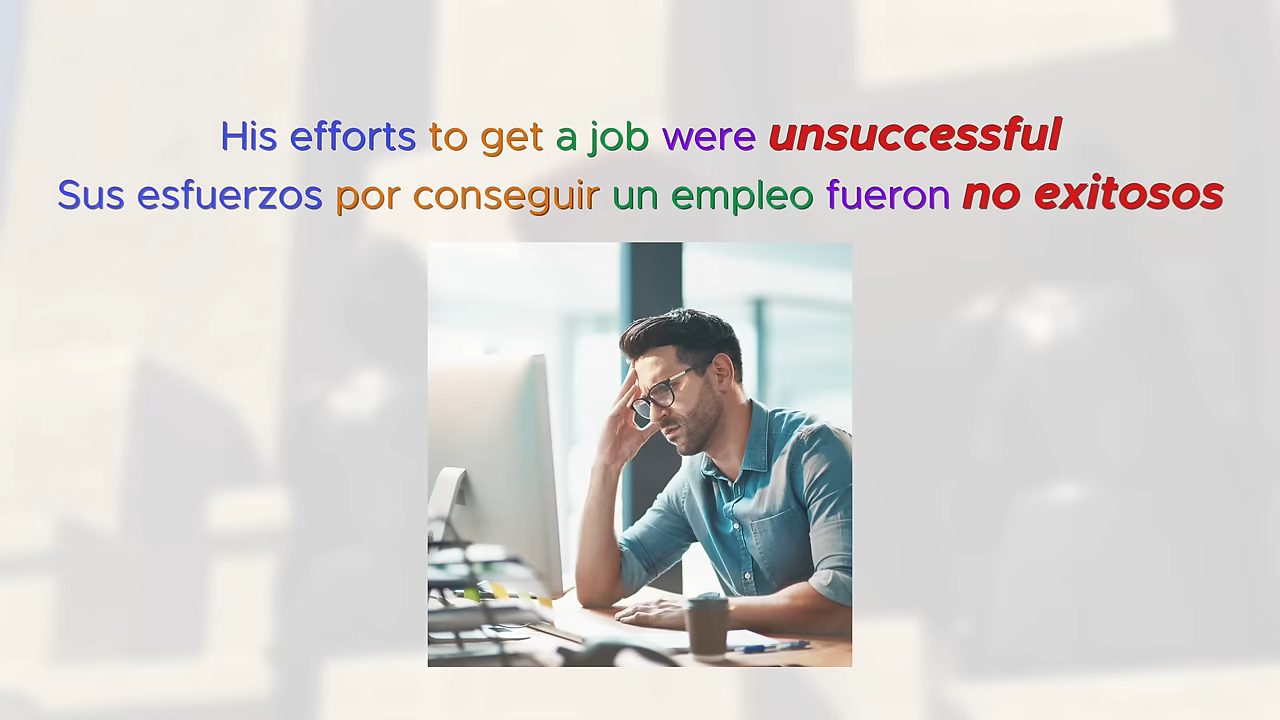 His efforts to get a job were unsuccessful
Sus esfuerzos por conseguir un empleo fueron no exitosos